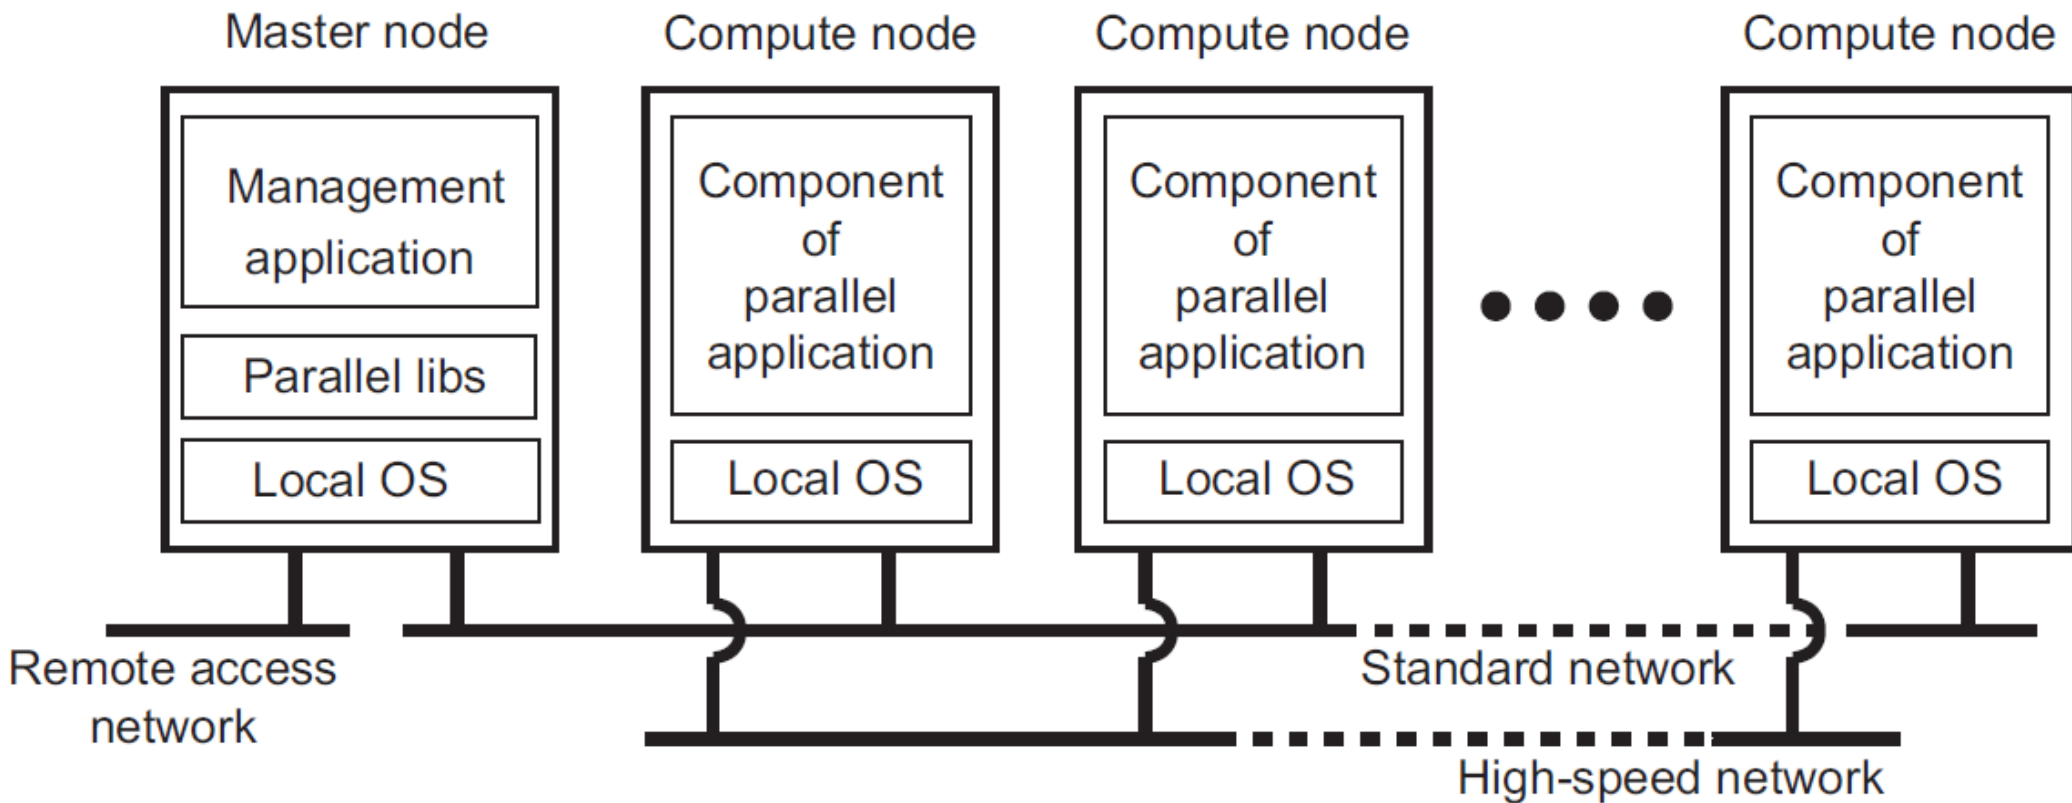 Master node
Compute node
Compute node
Compute node
Management
application
Parallel libs
Local OS
Component
of
parallel
application
Local OS
Component
of
parallel
application
Local OS
Component
of
parallel
application
Local OS
Remote access
network
Standard network
High-speed network